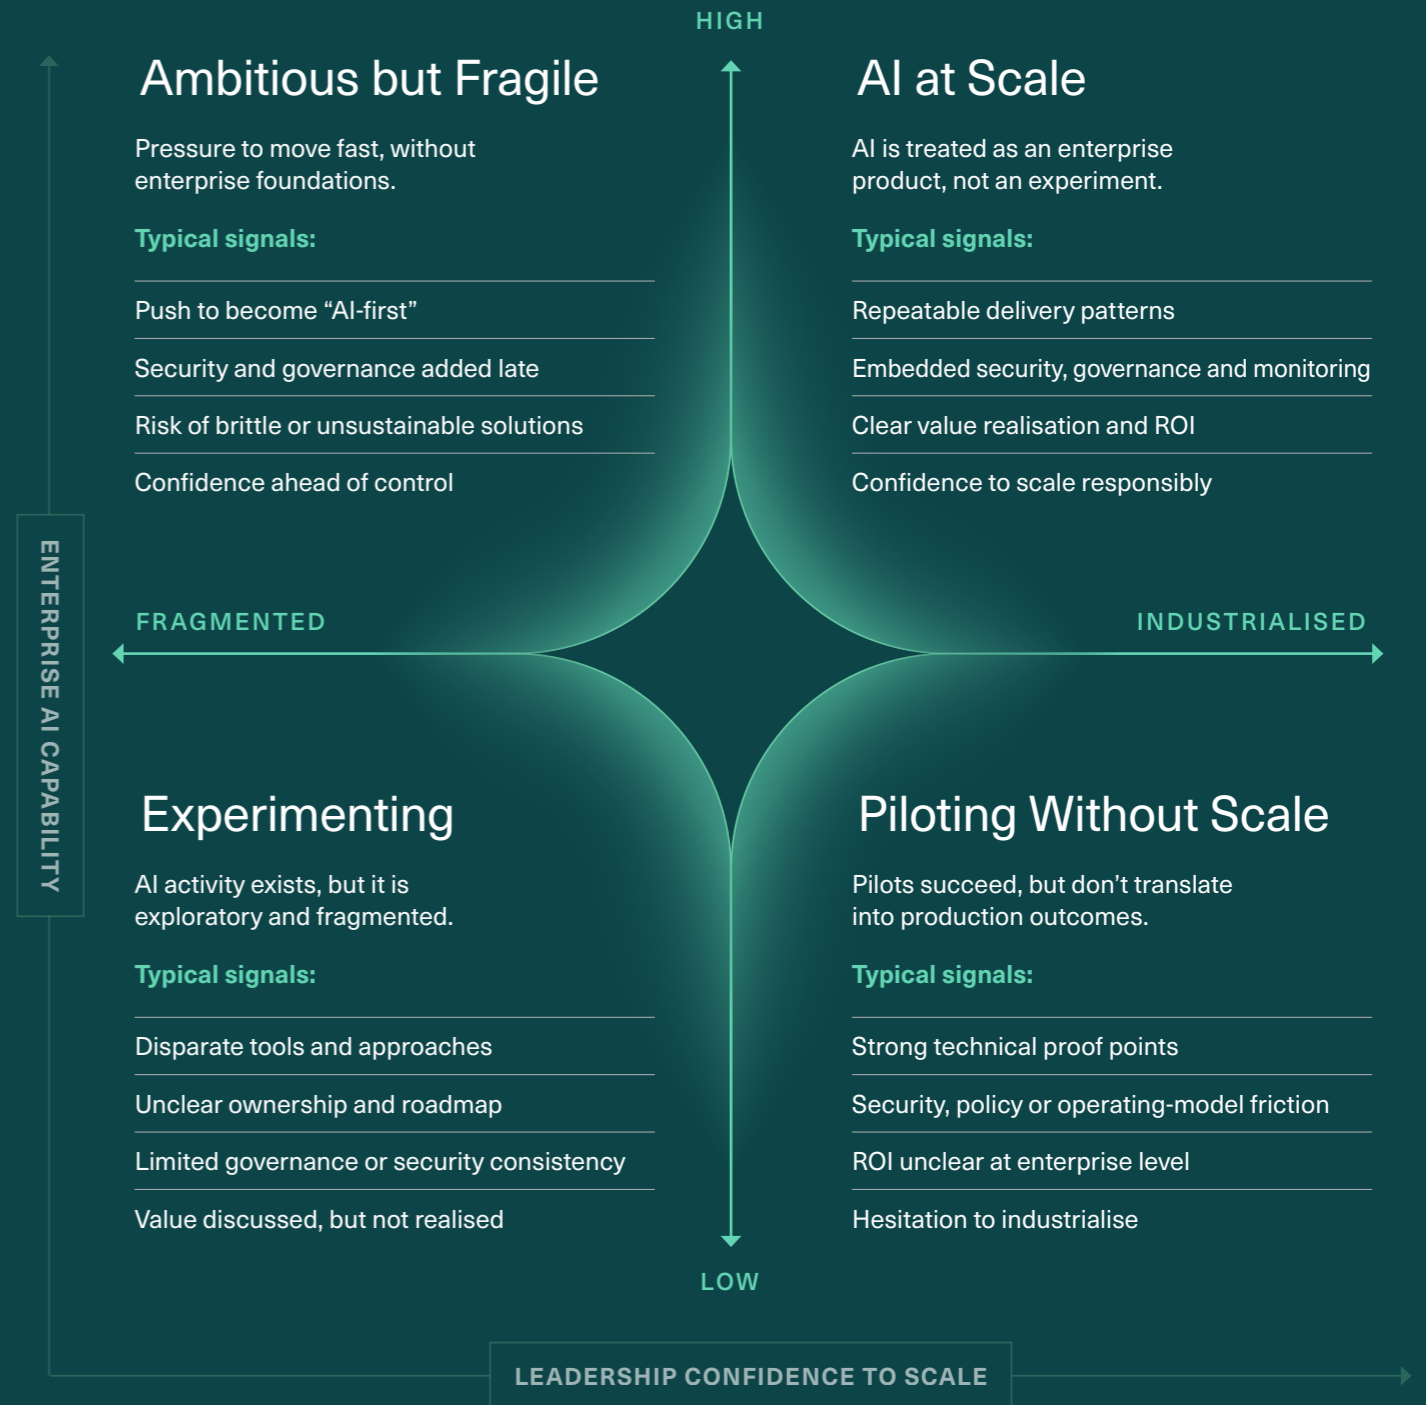 HIGH
Ambitious but Fragile
Pressure to move fast, without
enterprise foundations.
Typical signals:
Push to become “AI-first”
Security and governance added late
Risk of brittle or unsustainable solutions
Confidence ahead of control
AI at Scale
AI is treated as an enterprise
product, not an experiment.
Typical signals:
Repeatable delivery patterns
Embedded security, governance and monitoring
Clear value realisation and ROI
Confidence to scale responsibly
ENTERPRISE AI CAPABILITY
FRAGMENTED
INDUSTRIALISED
Experimenting
AI activity exists, but it is
exploratory and fragmented.
Typical signals:
Disparate tools and approaches
Unclear ownership and roadmap
Limited governance or security consistency
Value discussed, but not realised
Piloting Without Scale
Pilots succeed, but don’t translate
into production outcomes.
Typical signals:
Strong technical proof points
Security, policy or operating-model friction
ROI unclear at enterprise level
Hesitation to industrialise
LOW
LEADERSHIP CONFIDENCE TO SCALE